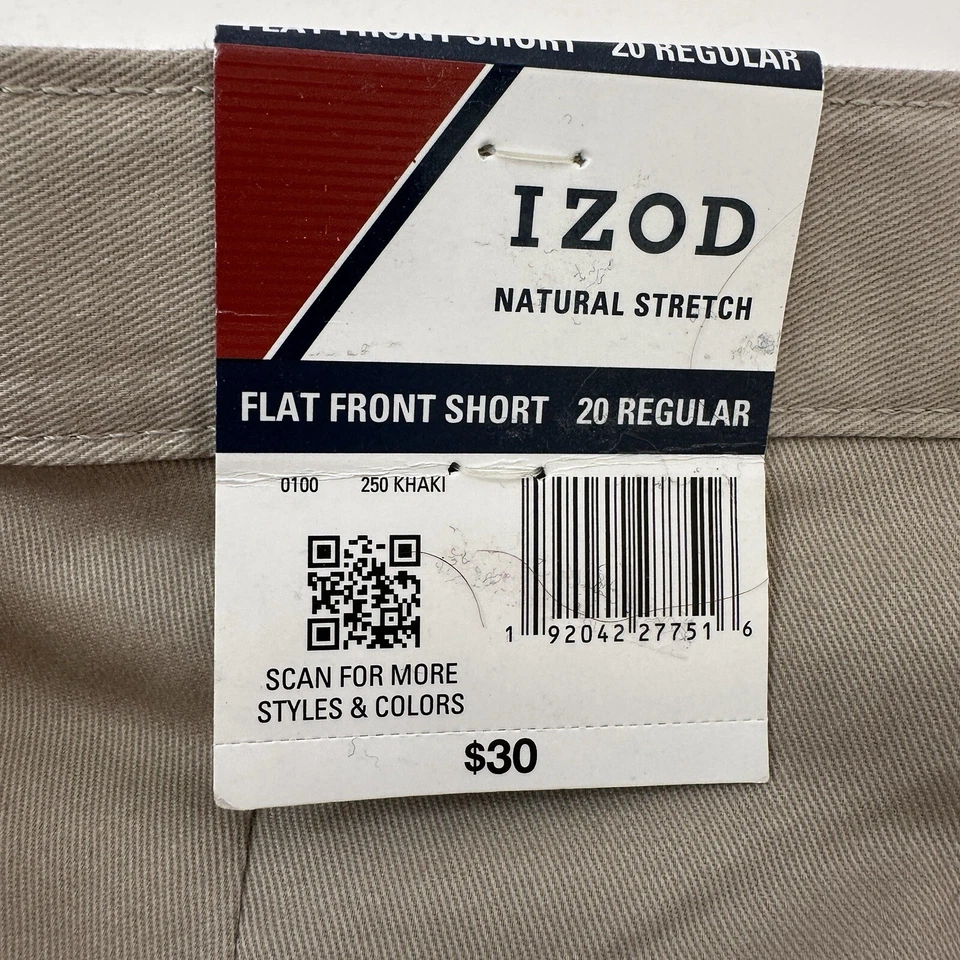 FLAT FRONT SHORT 20 REGULAR
IZOD
NATURAL STRETCH
FLAT FRONT SHORT 20 REGULAR
0100 250 KHAKI
1 92042 27751 6
SCAN FOR MORE
STYLES & COLORS
$30